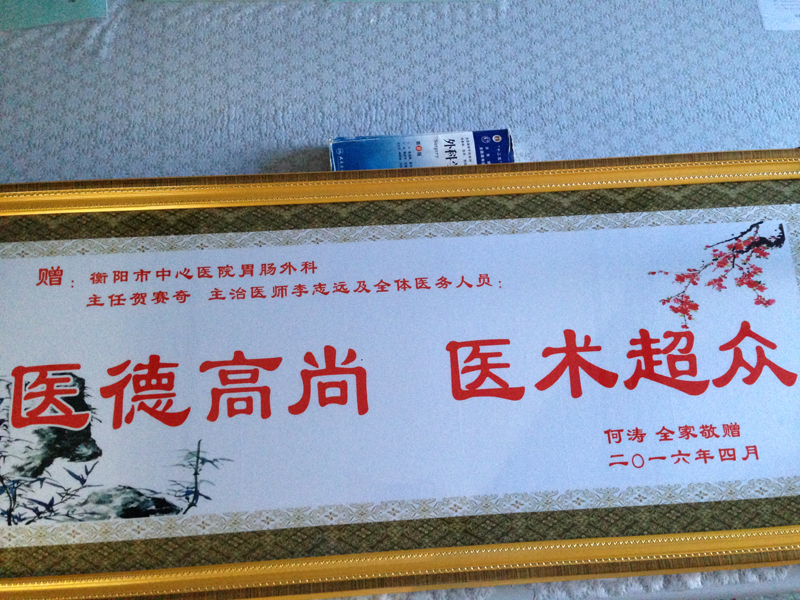 外科
赠：衡阳市中心医院胃肠外科
主任贺赛奇 主治医师李志远及全体医务人员：
医德高尚 医术超众
何涛 全家敬赠
二〇一六年四月